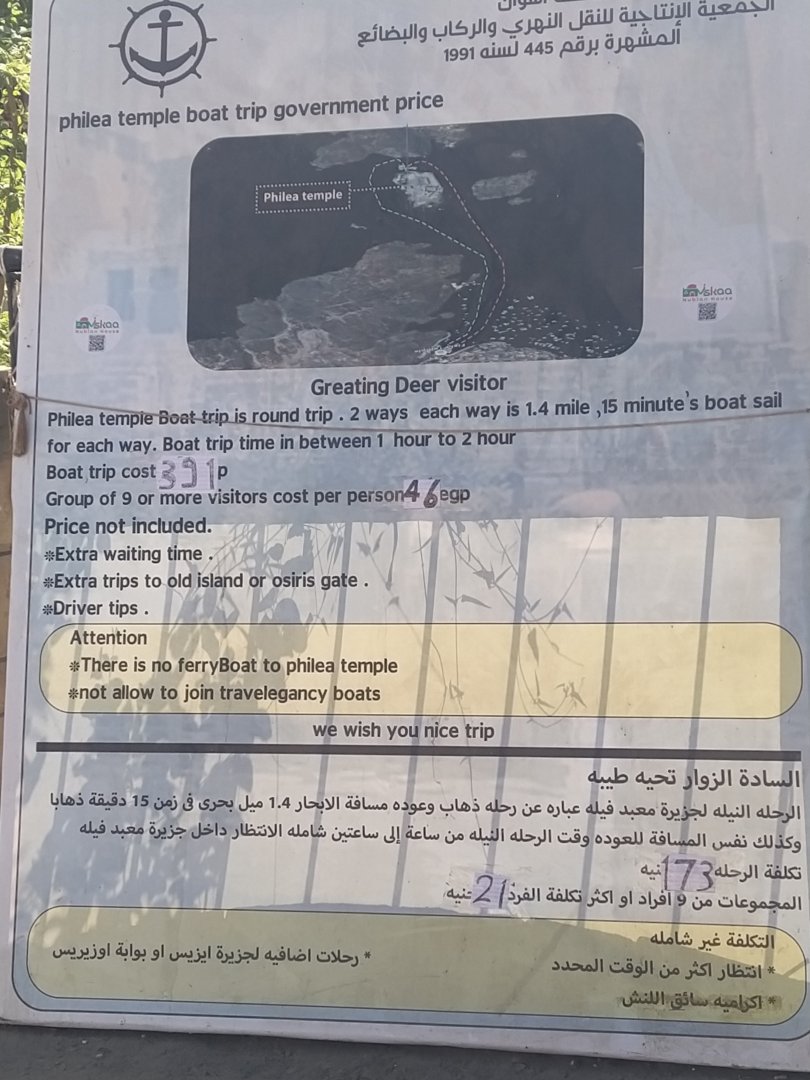 الجمعية الإنتاجية للنقل النهري والركاب والبضائع
المشهرة برقم 445 لسنه 1991
philea temple boat trip government price
Philea temple
Greating Deer visitor
Philea temple Boat trip is round trip . 2 ways each way is 1.4 mile ,15 minute's boat sail
for each way. Boat trip time in between 1 hour to 2 hour
Boat trip cost 391p
Group of 9 or more visitors cost per person 46 egp
Price not included.
*Extra waiting time .
*Extra trips to old island or osiris gate .
*Driver tips .
Attention
*There is no ferryBoat to philea temple
*not allow to join travelegancy boats
we wish you nice trip
السادة الزوار تحيه طيبه
الرحله النيله لجزيرة معبد فيله عباره عن رحله ذهاب وعوده مسافة الابحار 1.4 ميل بحرى فى زمن 15 دقيقة ذهابا
وكذلك نفس المسافة للعوده وقت الرحله النيله من ساعة إلى ساعتين شامله الانتظار داخل جزيرة معبد فيله
تكلفة الرحله 173 نيه
المجموعات من 9 افراد او اكثر تكلفة الفرد 21 جنيه
التكلفة غير شامله
* انتظار اكثر من الوقت المحدد
* رحلات اضافيه لجزيرة ايزيس او بوابة اوزيريس
* اكراميه سائق اللنش